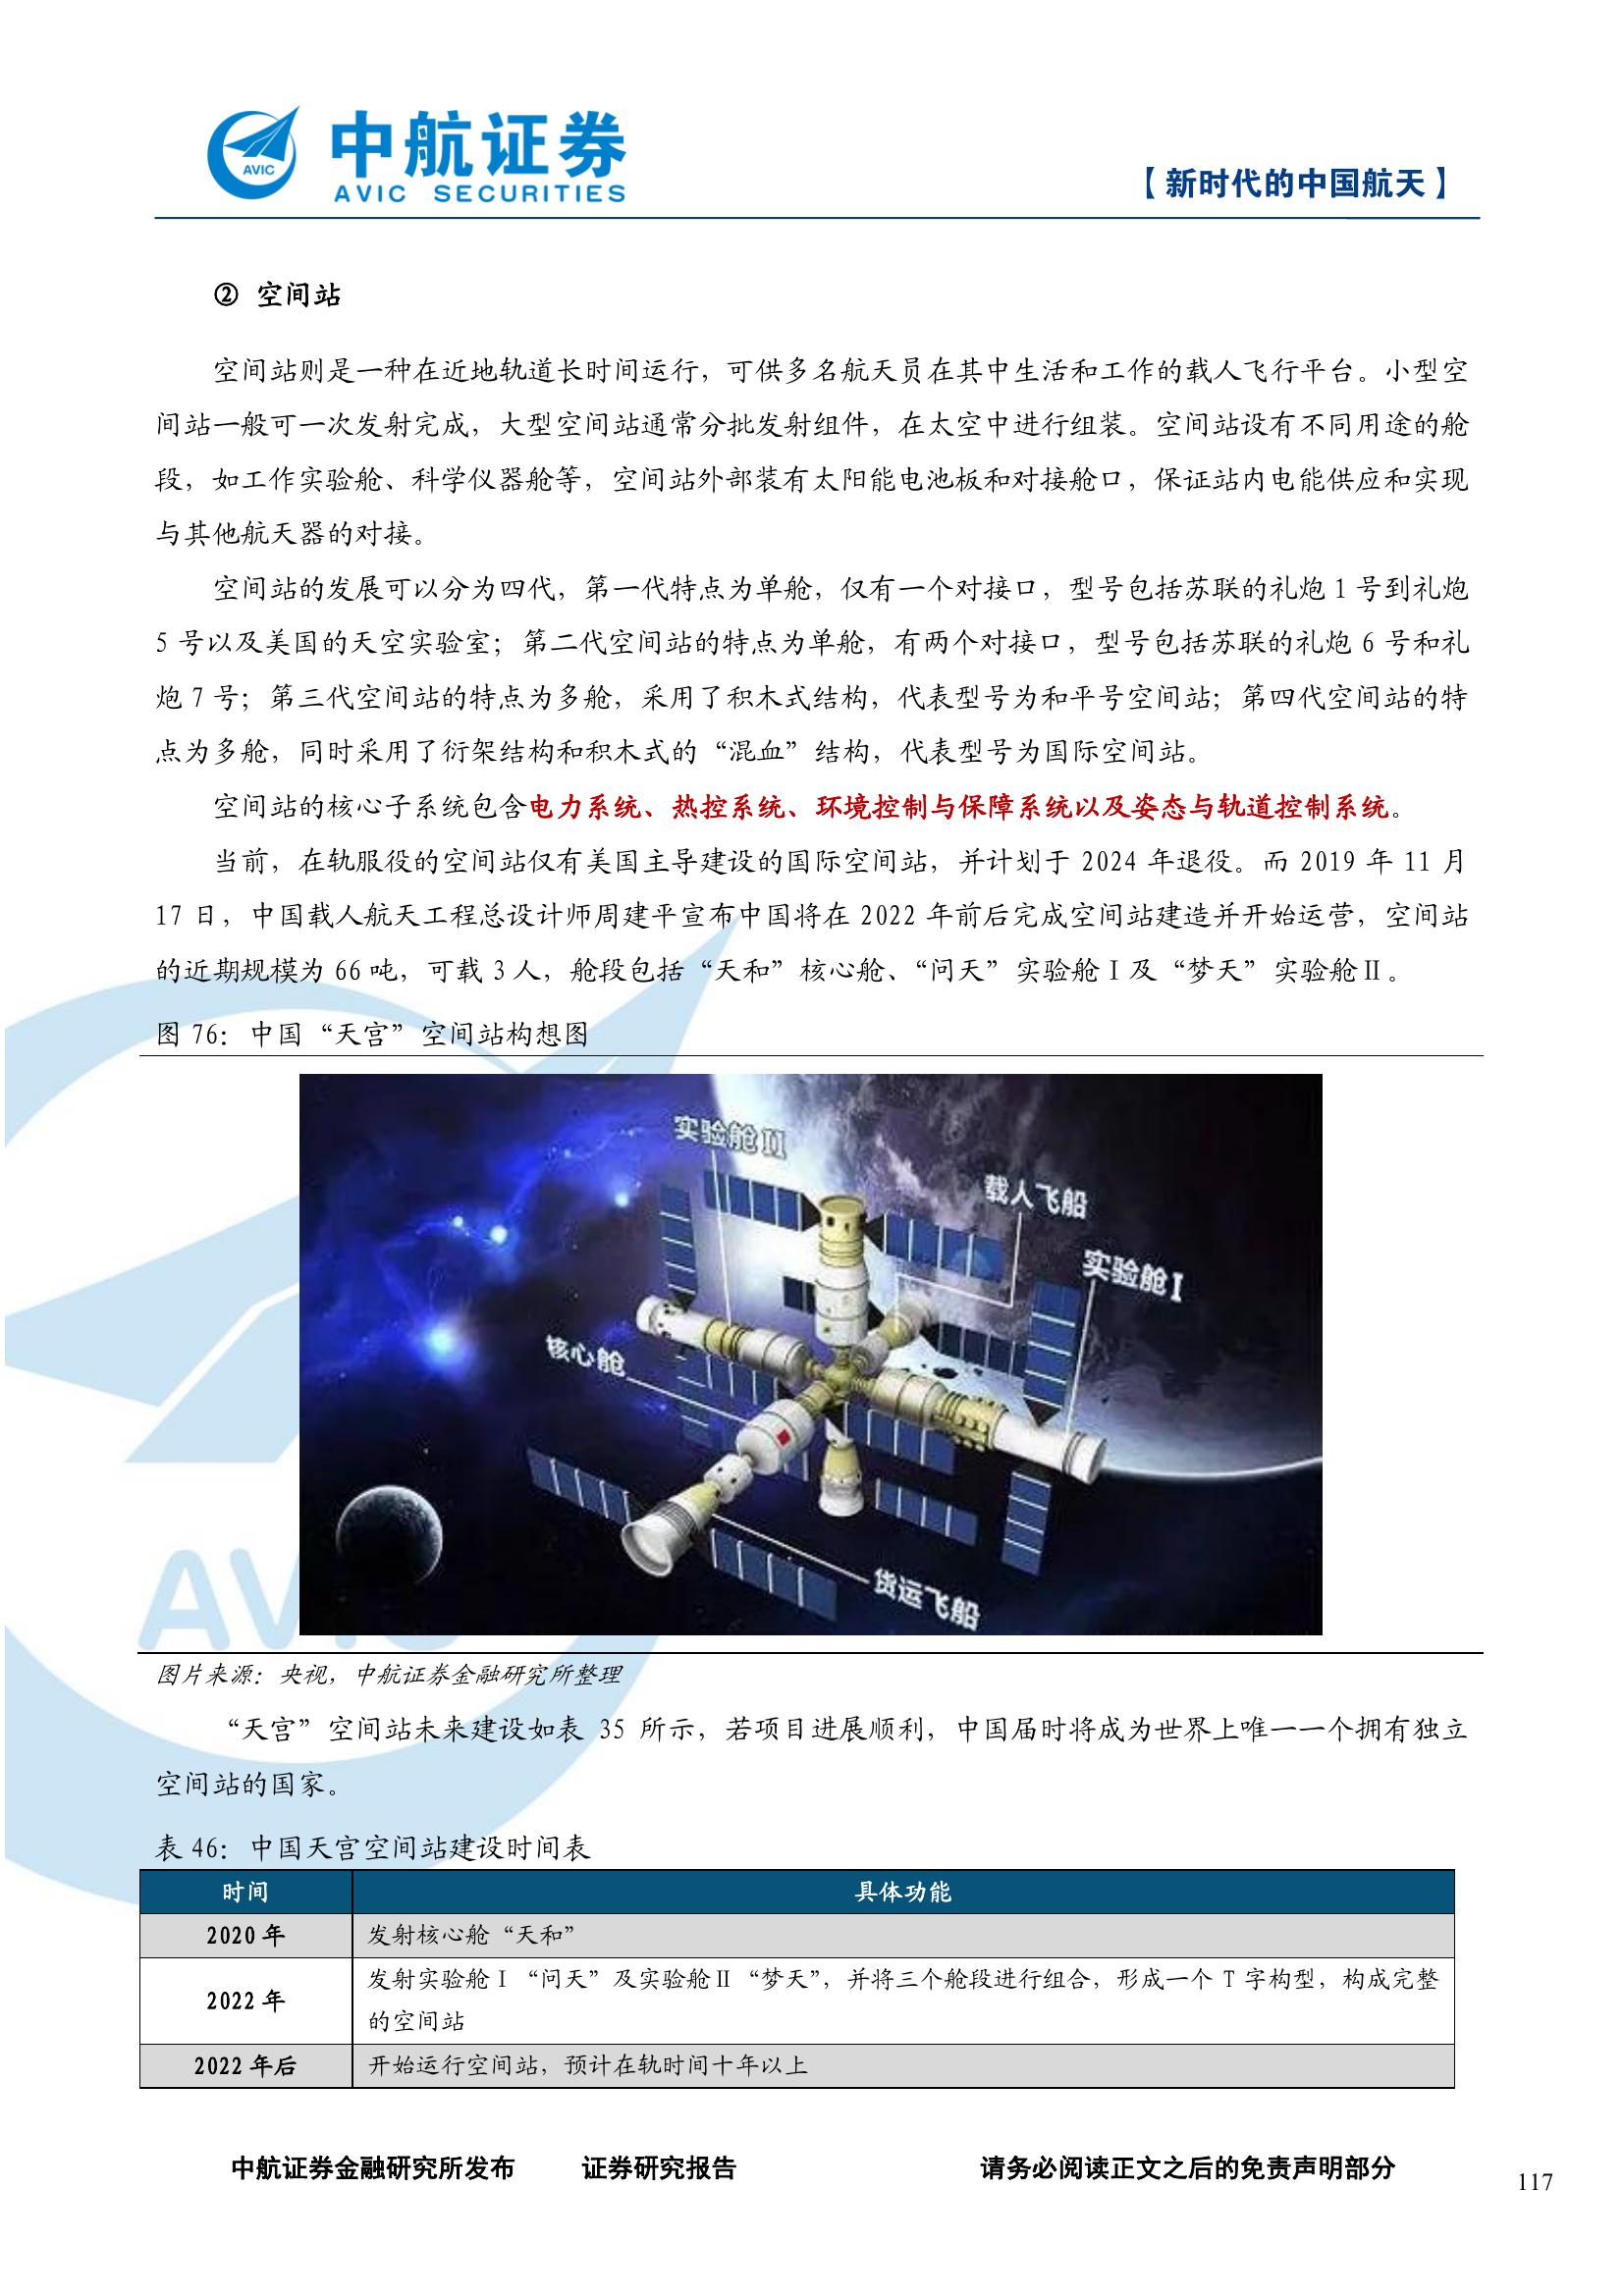 中航证券
AVIC
AVIC SECURITIES
【新时代的中国航天】
② 空间站
空间站则是一种在近地轨道长时间运行，可供多名航天员在其中生活和工作的载人飞行平台。小型空
间站一般可一次发射完成，大型空间站通常分批发射组件，在太空中进行组装。空间站设有不同用途的舱
段，如工作实验舱、科学仪器舱等，空间站外部装有太阳能电池板和对接舱口，保证站内电能供应和实现
与其他航天器的对接。
空间站的发展可以分为四代，第一代特点为单舱，仅有一个对接口，型号包括苏联的礼炮 1 号到礼炮
5 号以及美国的天空实验室；第二代空间站的特点为单舱，有两个对接口，型号包括苏联的礼炮 6 号和礼
炮 7 号；第三代空间站的特点为多舱，采用了积木式结构，代表型号为和平号空间站；第四代空间站的特
点为多舱，同时采用了衍架结构和积木式的“混血”结构，代表型号为国际空间站。
空间站的核心子系统包含电力系统、热控系统、环境控制与保障系统以及姿态与轨道控制系统。
当前，在轨服役的空间站仅有美国主导建设的国际空间站，并计划于 2024 年退役。而 2019 年 11 月
17 日，中国载人航天工程总设计师周建平宣布中国将在 2022 年前后完成空间站建造并开始运营，空间站
的近期规模为 66 吨，可载 3 人，舱段包括“天和”核心舱、“问天”实验舱Ⅰ及“梦天”实验舱Ⅱ。
图 76：中国“天宫”空间站构想图
实验舱II
载人飞船
实验舱I
核心舱
货运飞船
AVIC
图片来源：央视，中航证券金融研究所整理
“天宫”空间站未来建设如表 35 所示，若项目进展顺利，中国届时将成为世界上唯一一个拥有独立
空间站的国家。
表 46：中国天宫空间站建设时间表
时间 具体功能
2020 年 发射核心舱“天和”
2022 年 发射实验舱Ⅰ“问天”及实验舱Ⅱ“梦天”，并将三个舱段进行组合，形成一个 T 字构型，构成完整
的空间站
2022 年后 开始运行空间站，预计在轨时间十年以上
中航证券金融研究所发布 证券研究报告 请务必阅读正文之后的免责声明部分
117